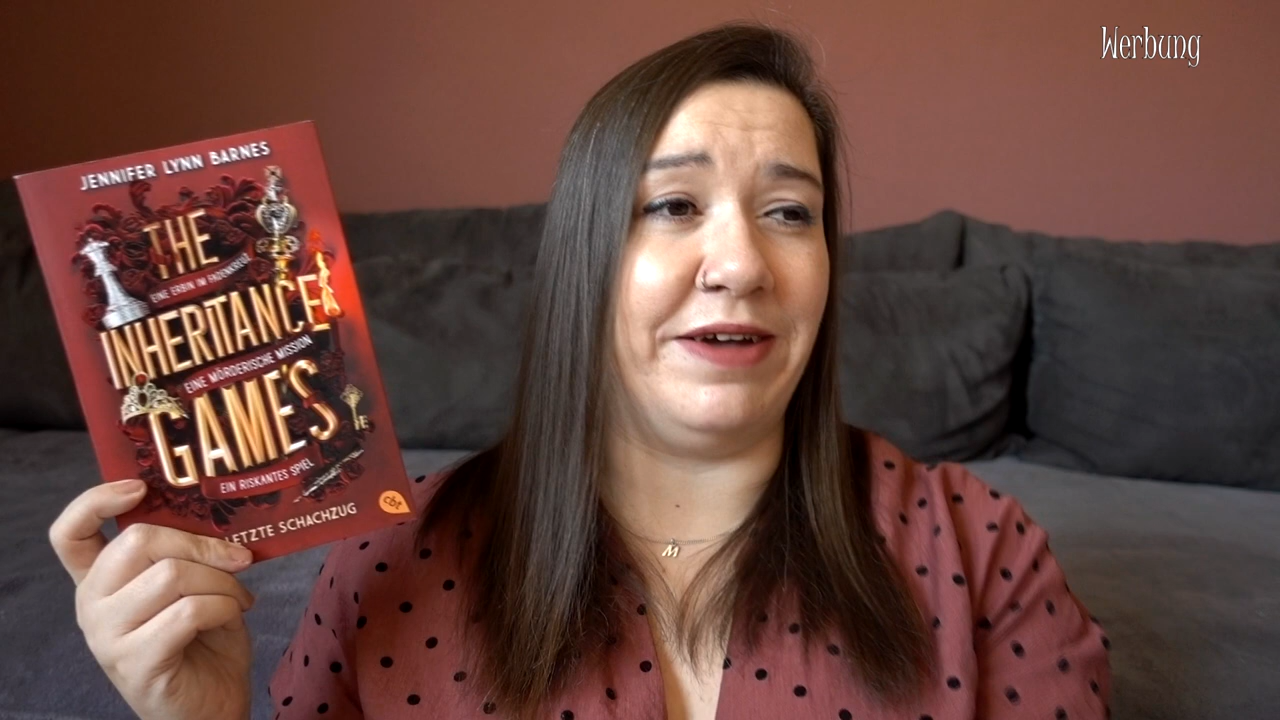 Werbung
JENNIFER LYNN BARNES
THE
EINE ERBIN IM FADENKREUZ
INHERITANCE
EINE MÖRDERISCHE MISSION
GAMES
EIN RISKANTES SPIEL
LETZTE SCHACHZUG
cbt
M